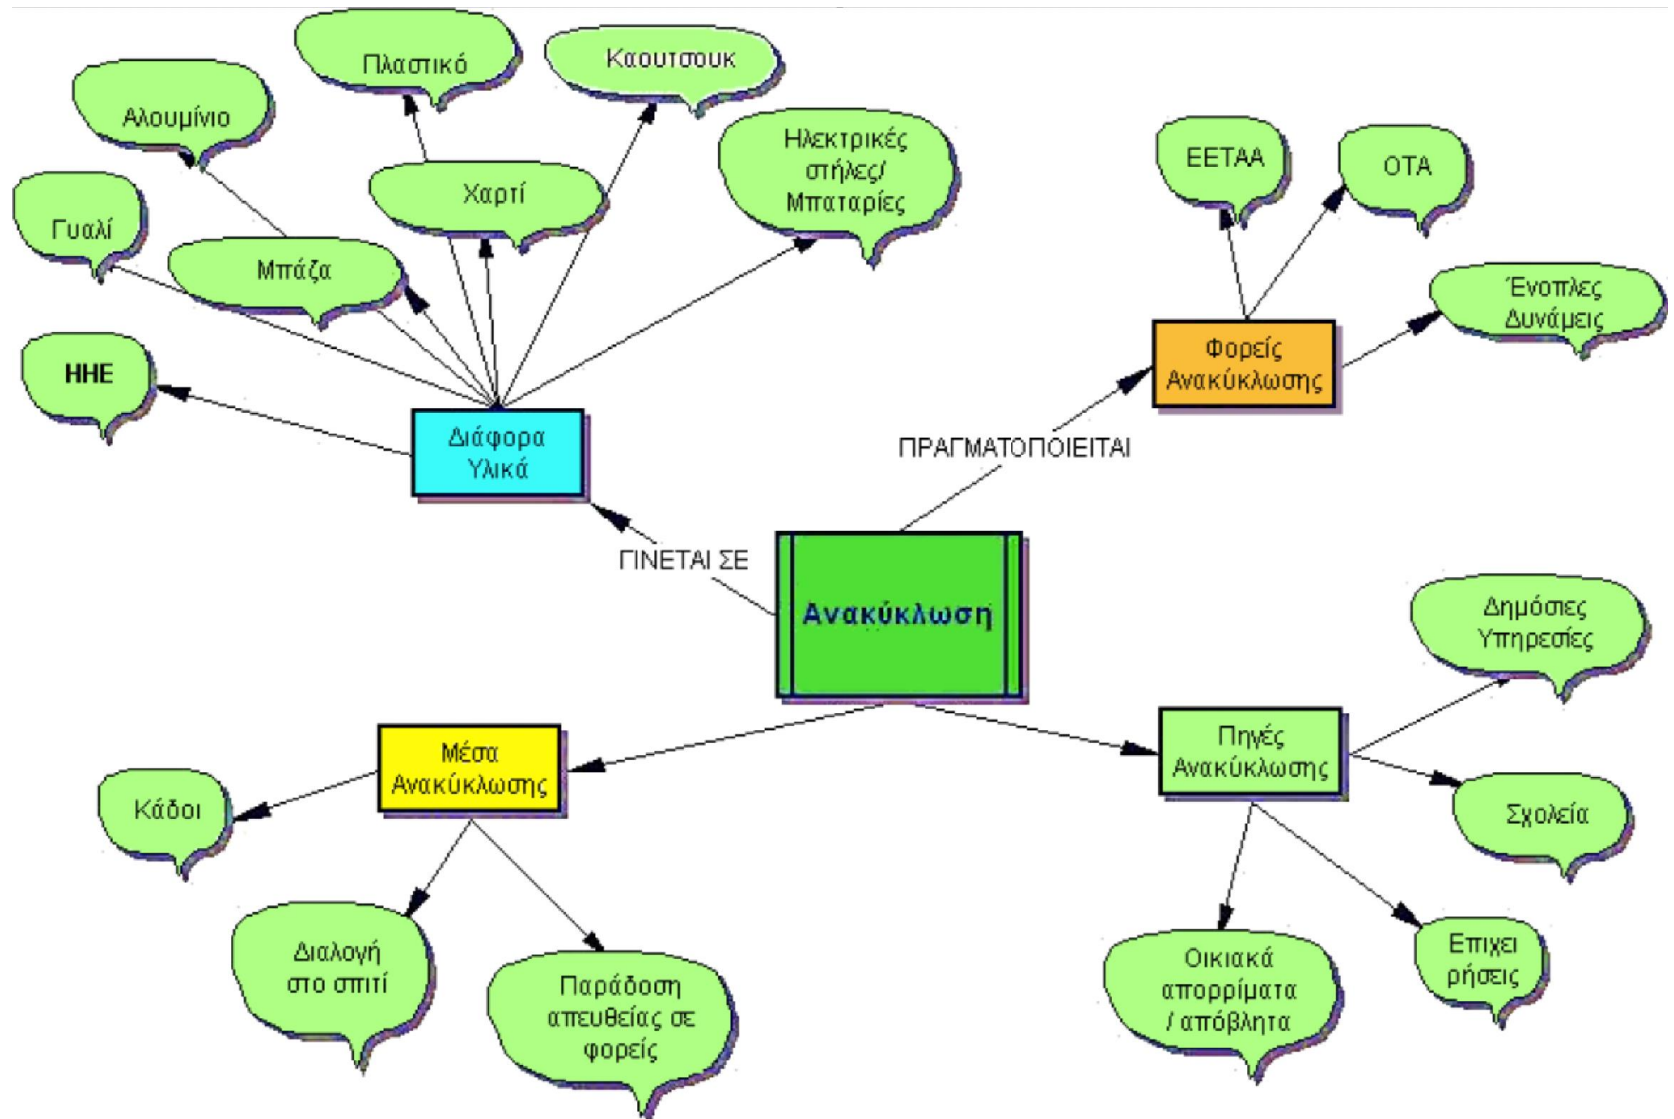 Πλαστικό
Καουτσουκ
Αλουμίνιο
Ηλεκτρικές
στήλες/
Μπαταρίες
Χαρτί
Γυαλί
Μπάζα
ΗΗΕ
Διάφορα
Υλικά
ΕΕΤΑΑ
ΟΤΑ
Ένοπλες
Δυνάμεις
Φορείς
Ανακύκλωσης
ΠΡΑΓΜΑΤΟΠΟΙΕΙΤΑΙ
ΓΙΝΕΤΑΙ ΣΕ
Ανακύκλωση
Μέσα
Ανακύκλωσης
Κάδοι
Διαλογή
στο σπιτί
Παράδοση
απευθείας σε
φορείς
Πηγές
Ανακύκλωσης
Δημόσιες
Υπηρεσίες
Σχολεία
Επιχει
ρήσεις
Οικιακά
απορρίματα
/ απόβλητα